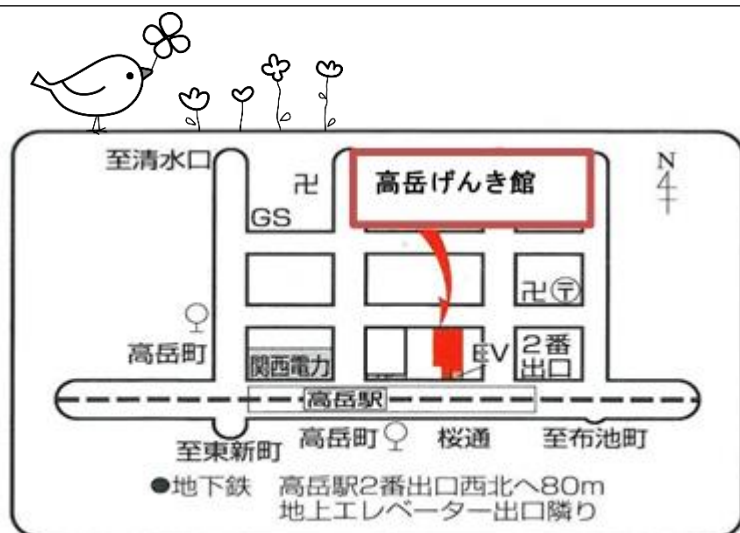 至清水口
卍
高岳げんき館
N
GS
卍〒
高岳町
関西電力
EV
2番
出口
高岳駅
至東新町
高岳町
桜通
至布池町
●地下鉄 高岳駅2番出口西北へ80m
地上エレベーター出口隣り